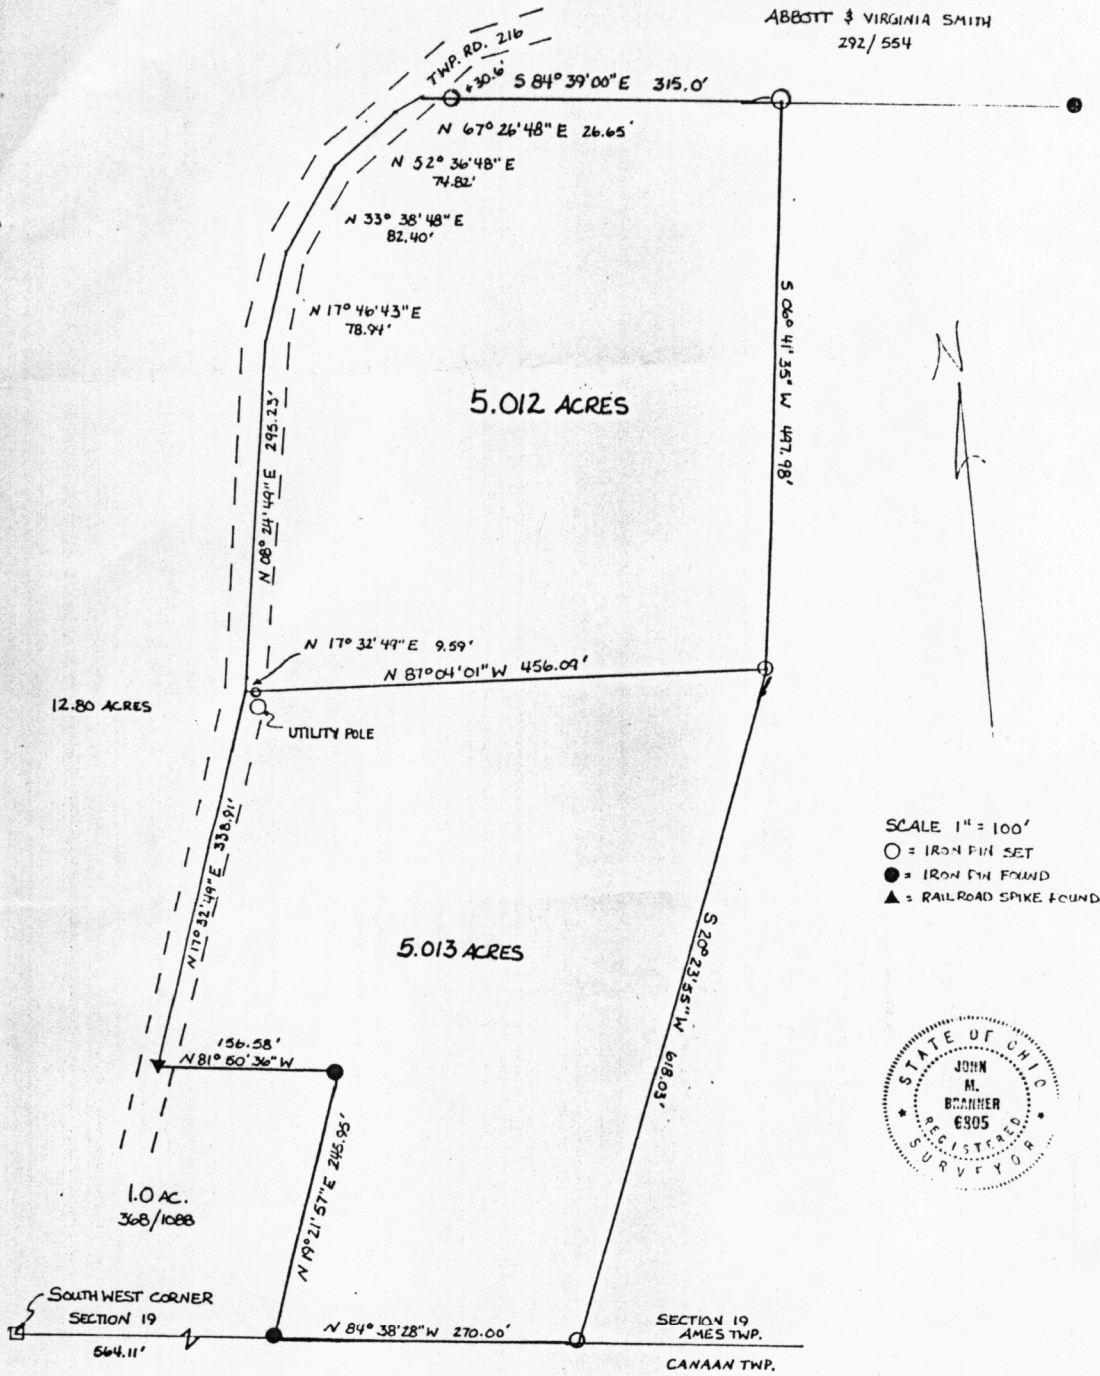 ABBOTT & VIRGINIA SMITH
292/554
TWP. RD. 216
+30.6'
S 84° 39' 00" E 315.0'
N 67° 26' 48" E 26.65'
N 52° 36' 48" E
74.82'
N 33° 38' 48" E
82.40'
N 17° 46' 43" E
78.94'
S 06° 41' 35" W 497.98'
N
5.012 ACRES
N 08° 24' 49" E 295.23'
N 17° 32' 49" E 9.59'
N 87° 04' 01" W 456.09'
12.80 ACRES
UTILITY POLE
N 17° 32' 49" E 338.91'
SCALE 1" = 100'
= IRON PIN SET
= IRON PIN FOUND
= RAILROAD SPIKE FOUND
5.013 ACRES
S 20° 23' 55" W 618.03'
156.58'
N 81° 50' 36" W
STATE OF OHIO
JOHN
M.
BRANNER
6805
REGISTERED
SURVEYOR
N 19° 21' 57" E 245.95'
1.0 AC.
368/1088
SOUTHWEST CORNER
SECTION 19
564.11'
N 84° 38' 28" W 270.00'
SECTION 19
AMES TWP.
CANAAN TWP.